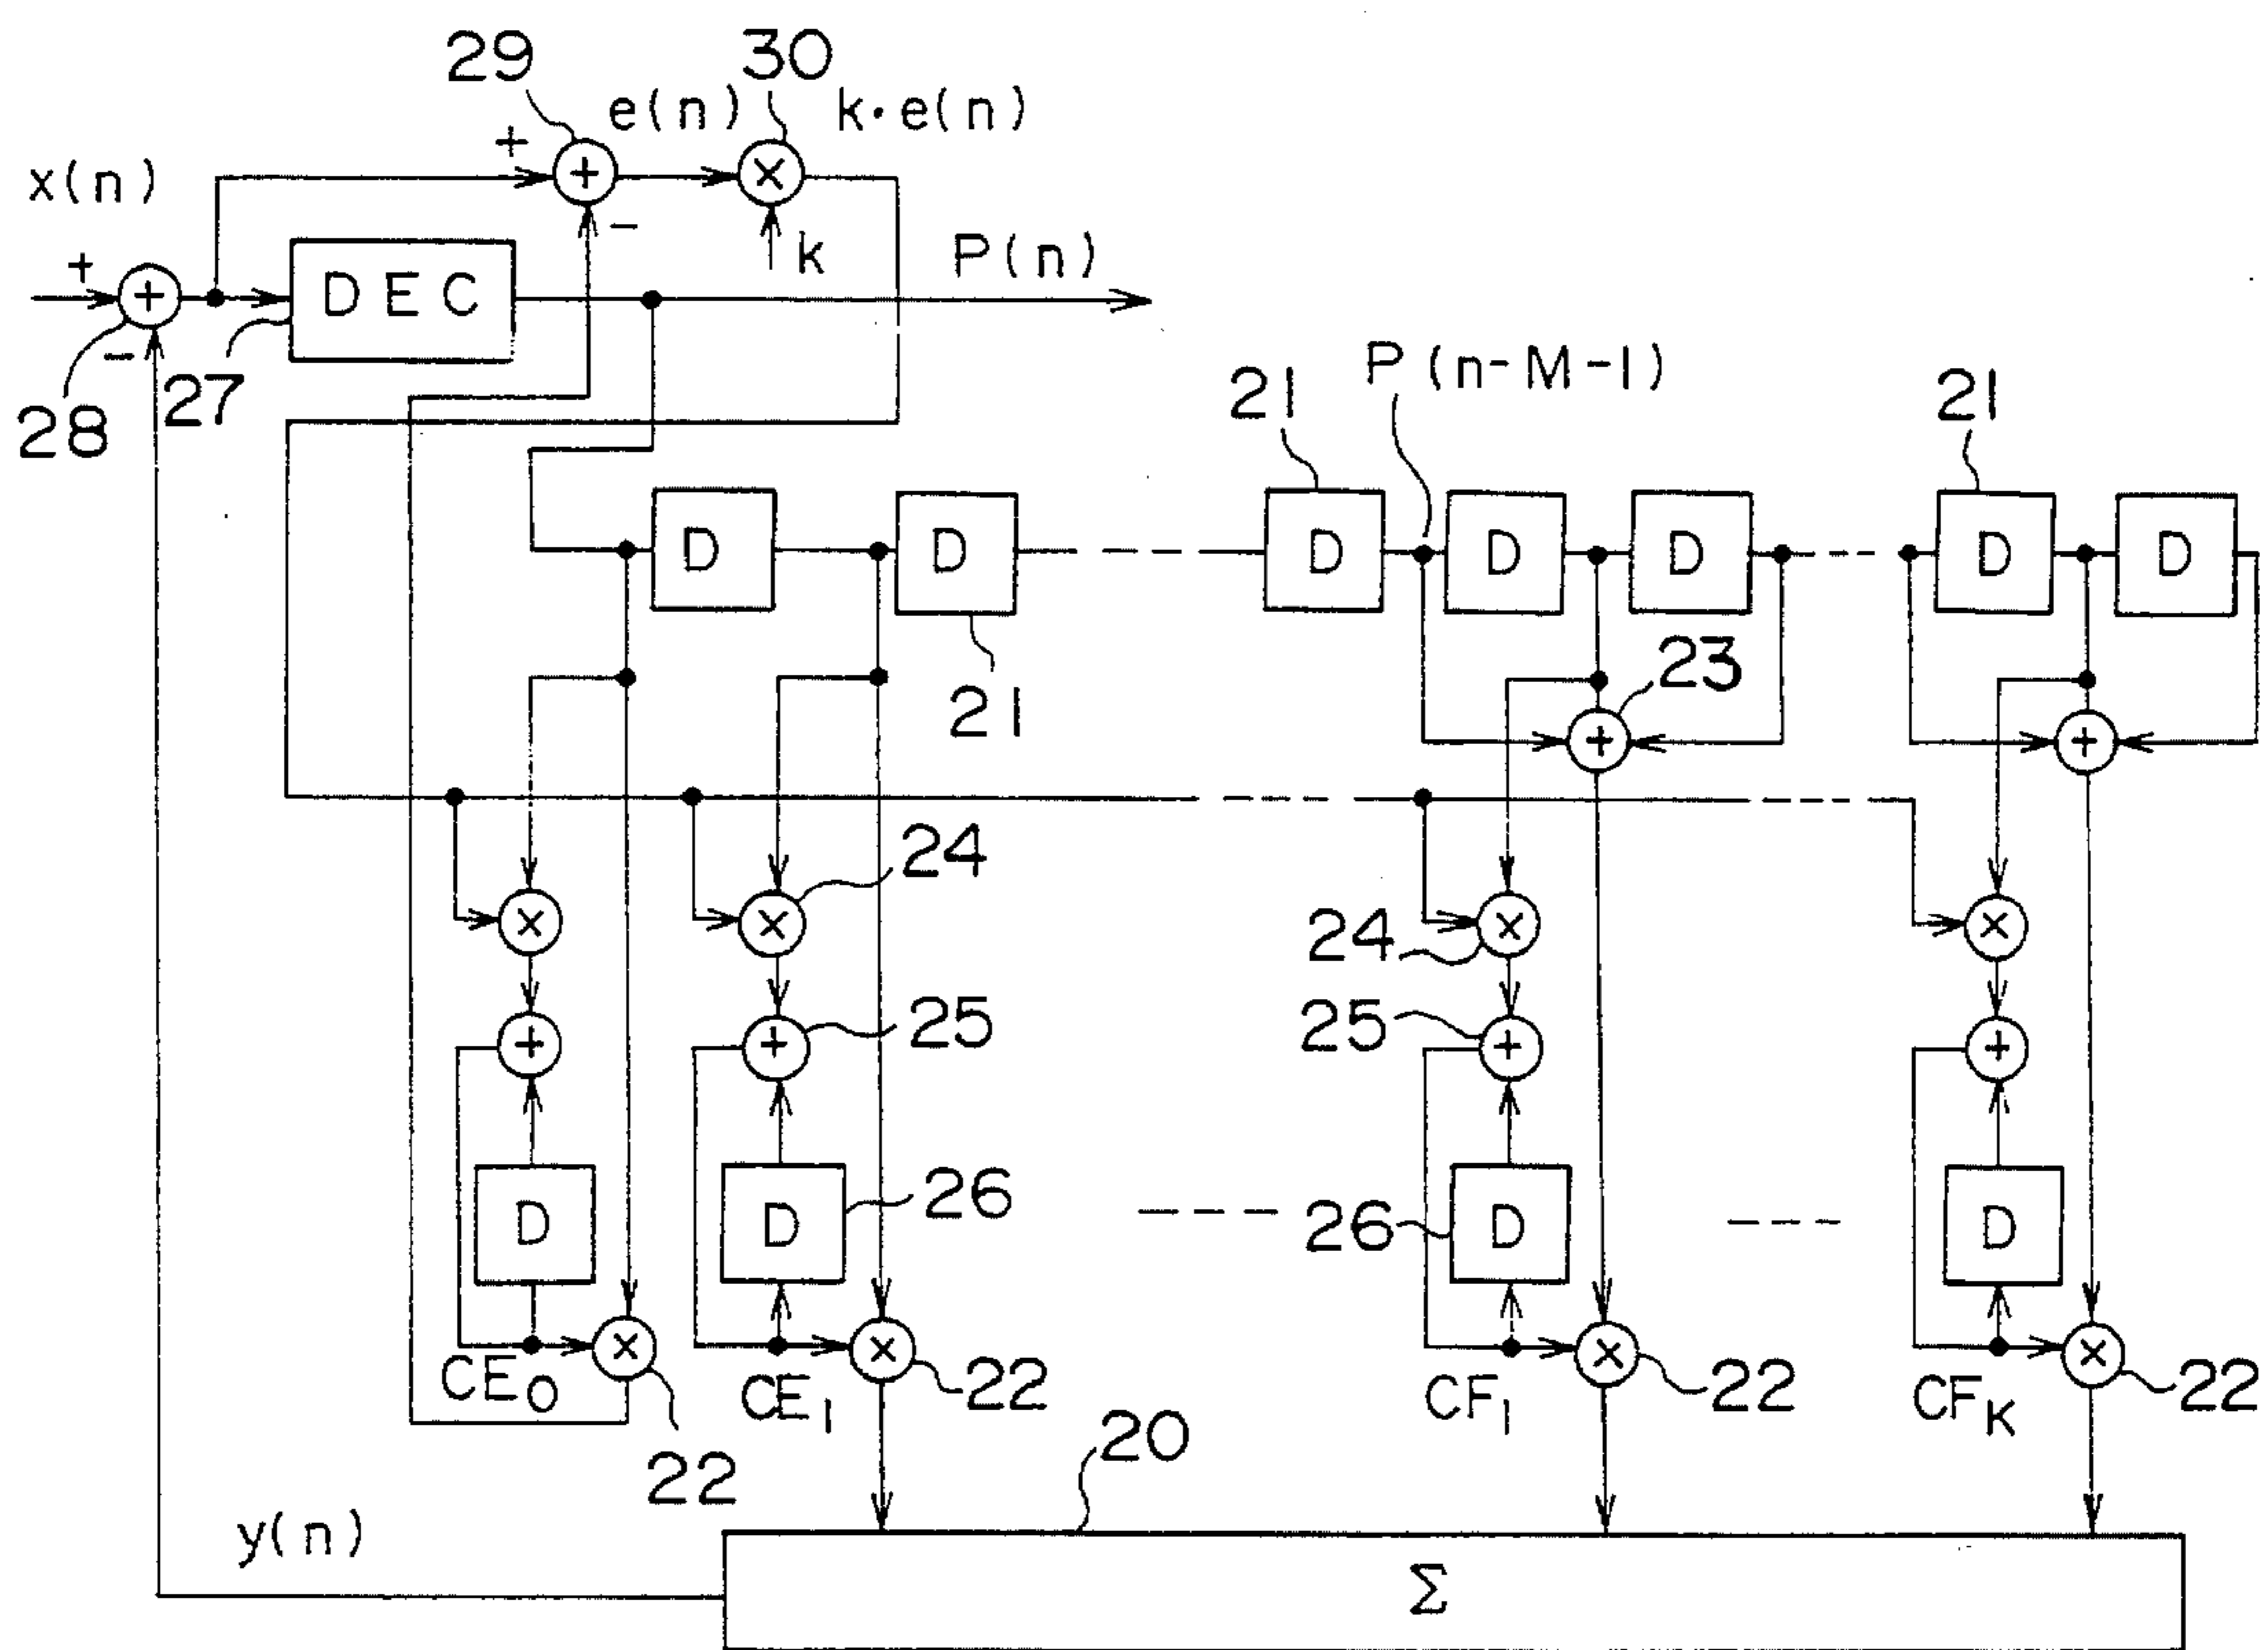 29
30
e(n)
k·e(n)
+
+
×
x(n)
-
k
P(n)
+
+
DEC
-
28
27
P(n-M-1)
21
21
D
D
D
D
D
D
D
23
21
+
+
24
×
×
24
×
×
25
+
+
25
+
+
26
D
D
26
D
D
×
×
×
×
CE0
CE1
22
CF1
22
CFK
22
22
20
y(n)
Σ